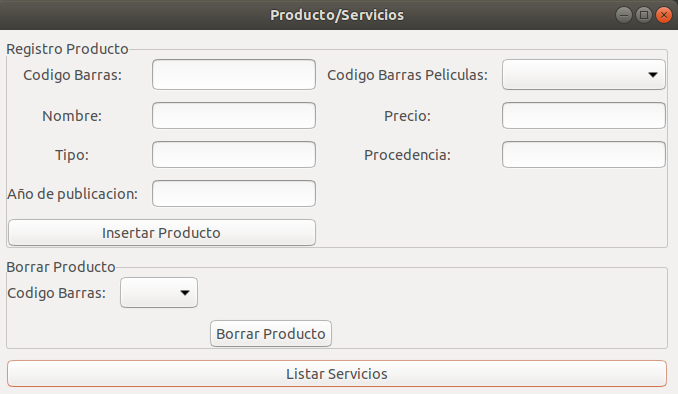 Producto/Servicios
Registro Producto
Codigo Barras:
Codigo Barras Peliculas:
Nombre:
Precio:
Tipo:
Procedencia:
Año de publicacion:
Insertar Producto
Borrar Producto
Codigo Barras:
Borrar Producto
Listar Servicios